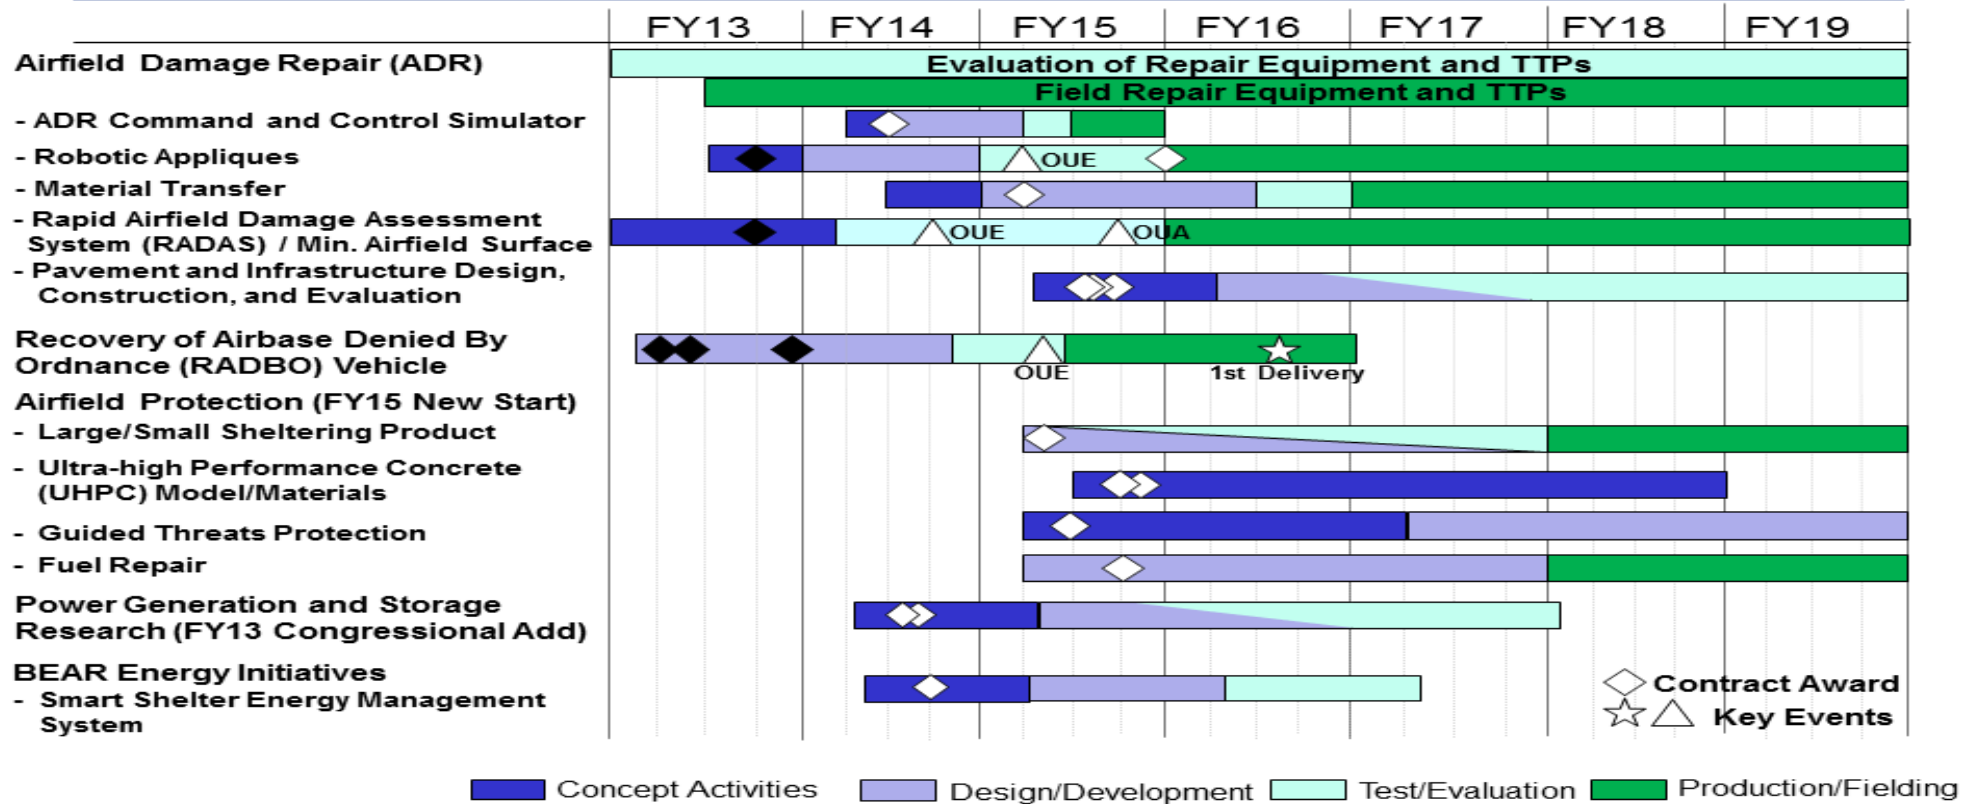 FY13 FY14 FY15 FY16 FY17 FY18 FY19
Airfield Damage Repair (ADR)
Evaluation of Repair Equipment and TTPs
Field Repair Equipment and TTPs
- ADR Command and Control Simulator
- Robotic Appliques
OUE
- Material Transfer
- Rapid Airfield Damage Assessment
System (RADAS) / Min. Airfield Surface
OUE OUA
- Pavement and Infrastructure Design,
Construction, and Evaluation
Recovery of Airbase Denied By
Ordnance (RADBO) Vehicle
OUE 1st Delivery
Airfield Protection (FY15 New Start)
- Large/Small Sheltering Product
- Ultra-high Performance Concrete
(UHPC) Model/Materials
- Guided Threats Protection
- Fuel Repair
Power Generation and Storage
Research (FY13 Congressional Add)
BEAR Energy Initiatives
- Smart Shelter Energy Management
System
Contract Award
Key Events
Concept Activities Design/Development Test/Evaluation Production/Fielding